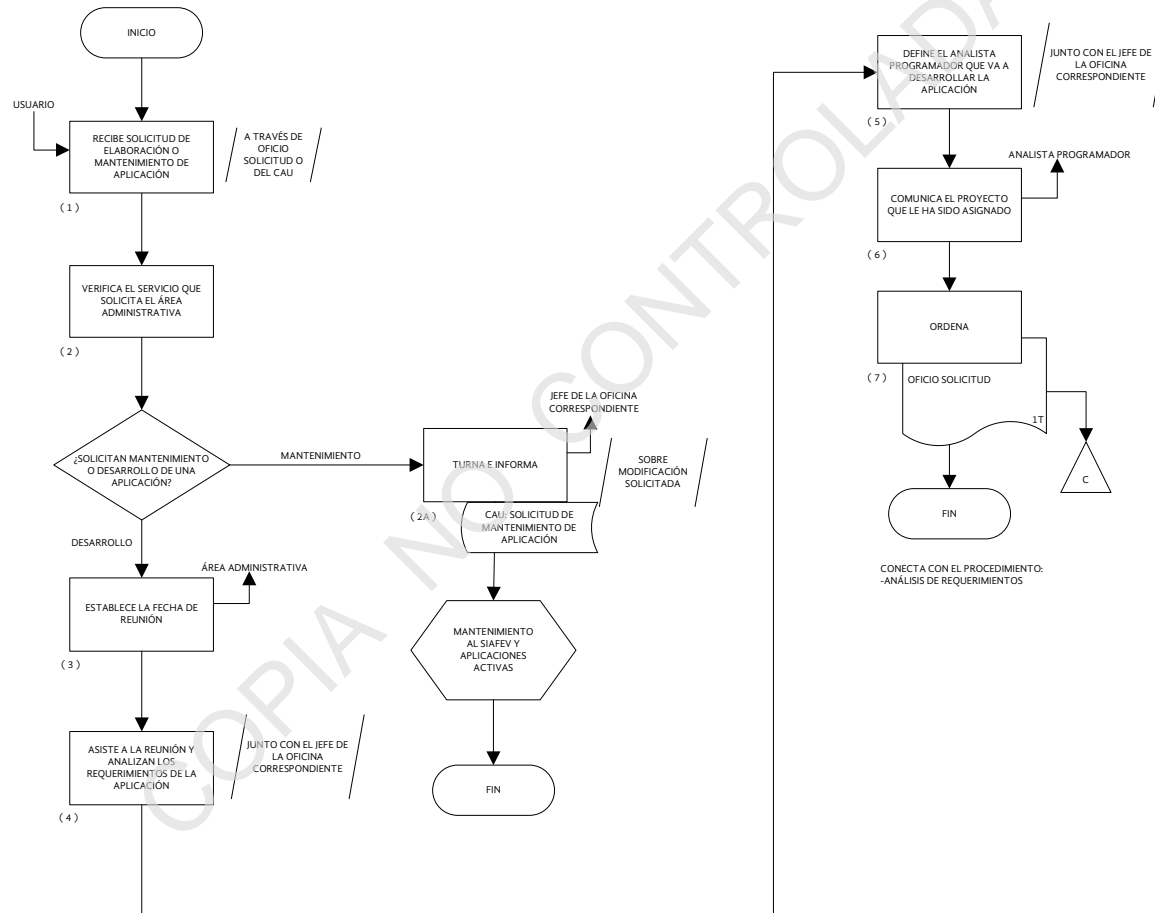 INICIO
USUARIO
RECIBE SOLICITUD DE
ELABORACIÓN O
MANTENIMIENTO DE
APLICACIÓN
A TRAVÉS DE
OFICIO
SOLICITUD O
DEL CAU
( 1 )
VERIFICA EL SERVICIO QUE
SOLICITA EL ÁREA
ADMINISTRATIVA
( 2 )
¿SOLICITAN MANTENIMIENTO
O DESARROLLO DE UNA
APLICACIÓN?
MANTENIMIENTO
JEFE DE LA OFICINA
CORRESPONDIENTE
TURNA E INFORMA
SOBRE
MODIFICACIÓN
SOLICITADA
( 2A )
CAU: SOLICITUD DE
MANTENIMIENTO DE
APLICACIÓN
MANTENIMIENTO
AL SIAFEV Y
APLICACIONES
ACTIVAS
FIN
DESARROLLO
ÁREA ADMINISTRATIVA
ESTABLECE LA FECHA DE
REUNIÓN
( 3 )
ASISTE A LA REUNIÓN Y
ANALIZAN LOS
REQUERIMIENTOS DE LA
APLICACIÓN
JUNTO CON EL JEFE DE
LA OFICINA
CORRESPONDIENTE
( 4 )
DEFINE EL ANALISTA
PROGRAMADOR QUE VA A
DESARROLLAR LA
APLICACIÓN
JUNTO CON EL JEFE DE
LA OFICINA
CORRESPONDIENTE
( 5 )
ANALISTA PROGRAMADOR
COMUNICA EL PROYECTO
QUE LE HA SIDO ASIGNADO
( 6 )
ORDENA
( 7 )
OFICIO SOLICITUD
1T
C
FIN
CONECTA CON EL PROCEDIMIENTO:
-ANÁLISIS DE REQUERIMIENTOS
COPIA NO CONTROLADA